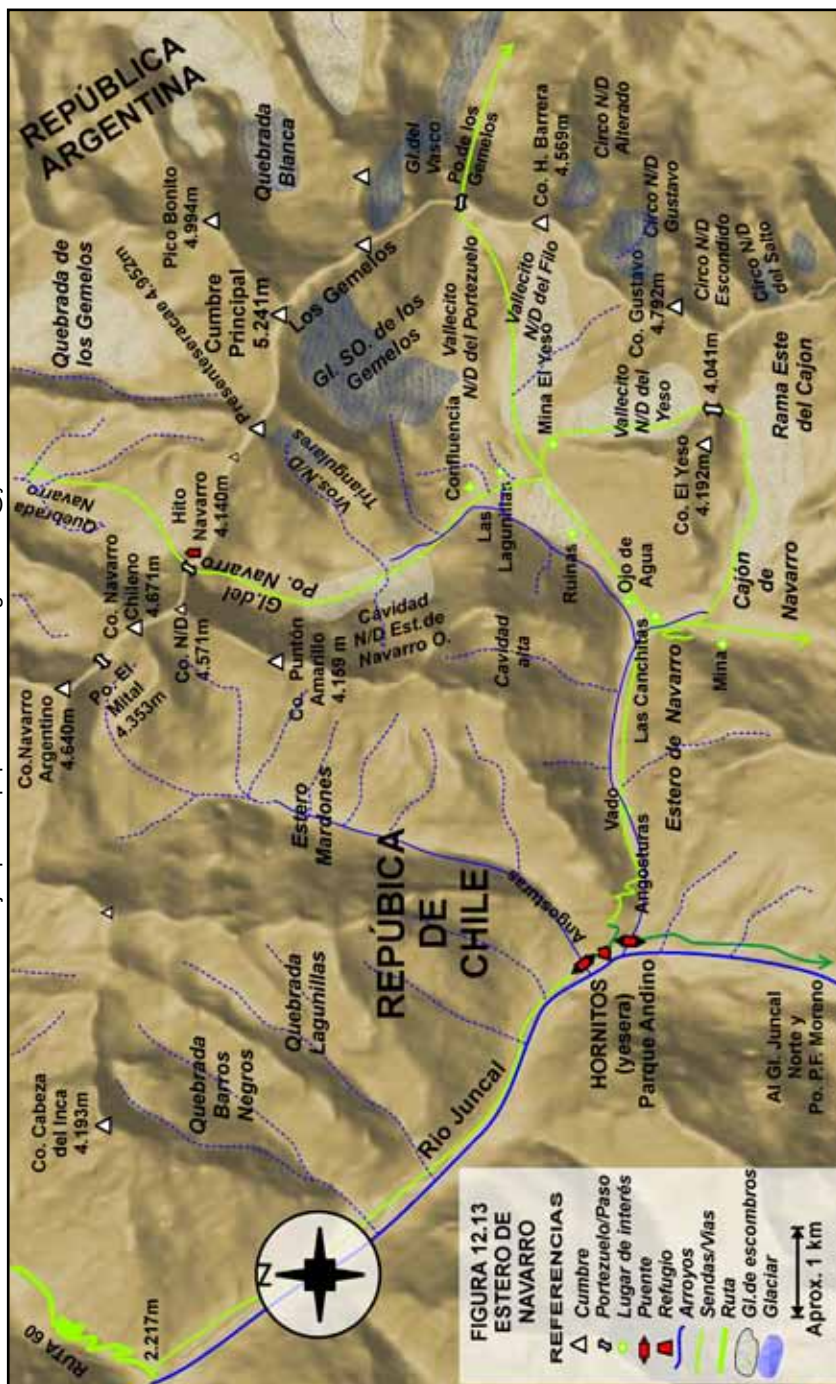 RUTA 60
2.217m
Co. Cabeza
del Inca
4.193m
Quebrada
Barros
Negros
Quebrada
Lagunillas
Río Juncal
REPÚBICA
DE
CHILE
Estero
Mardones
Angosturas
Co.Navarro
Argentino
4.640m
Po. El
Mital
4.353m
Co. Navarro
Chileno
4.671m
Co. N/D
4.571m
Co. Puntón
Amarillo
4.159 m
Quebrada
Navarro
Hito
Navarro
4.140m
Gl.del
Po. Navarro
Cavidad
N/D Est.de
Navarro O.
Cavidad
alta
Quebrada de
los Gemelos
Presenteseracae 4.952m
Vros.N/D
Triangulares
Cumbre
Principal
5.241m
Los Gemelos
Gl. SO. de los
Gemelos
Pico Bonito
4.994m
REPÚBLICA
ARGENTINA
Quebrada
Blanca
Gl.del
Vasco
Po.de los
Gemelos
Vallecito
N/D del Portezuelo
Vallecito
N/D del Filo
Co. H. Barrera
4.569m
Circo N/D
Alterado
Circo N/D
Gustavo
Co. Gustavo
4.792m
Circo N/D
Escondido
Circo N/D
del Salto
Confluencia
Las
Lagunillas
Mina El Yeso
Vallecito
N/D del
Yeso
4.041m
Co. El Yeso
4.192m
Rama Este
del Cajon
Ruinas
Ojo de
Agua
Cajón
de
Navarro
Mina
Las Canchitas
Estero de Navarro
Vado
Angosturas
HORNITOS
(yesera)
Parque Andino
Al Gl. Juncal
Norte y
Po. P.F. Moreno
N
FIGURA 12.13
ESTERO DE
NAVARRO
REFERENCIAS
Cumbre
Portezuelo/Paso
Lugar de interés
Puente
Refugio
Arroyos
Sendas/Vias
Ruta
Gl.de escombros
Glaciar
Aprox. 1 km